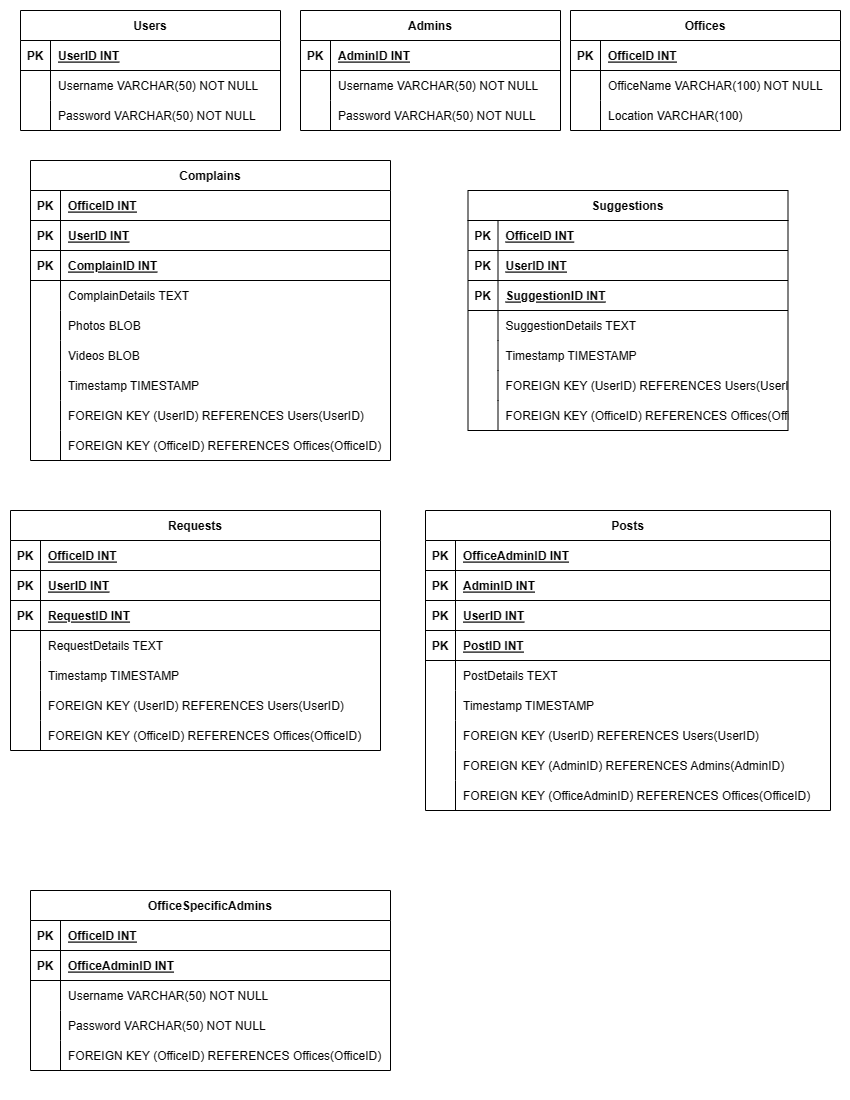 Users
PK UserID INT
Username VARCHAR(50) NOT NULL
Password VARCHAR(50) NOT NULL
Admins
PK AdminID INT
Username VARCHAR(50) NOT NULL
Password VARCHAR(50) NOT NULL
Offices
PK OfficeID INT
OfficeName VARCHAR(100) NOT NULL
Location VARCHAR(100)
Complains
PK OfficeID INT
PK UserID INT
PK ComplainID INT
ComplainDetails TEXT
Photos BLOB
Videos BLOB
Timestamp TIMESTAMP
FOREIGN KEY (UserID) REFERENCES Users(UserID)
FOREIGN KEY (OfficeID) REFERENCES Offices(OfficeID)
Suggestions
PK OfficeID INT
PK UserID INT
PK SuggestionID INT
SuggestionDetails TEXT
Timestamp TIMESTAMP
FOREIGN KEY (UserID) REFERENCES Users(UserI
FOREIGN KEY (OfficeID) REFERENCES Offices(Off
Requests
PK OfficeID INT
PK UserID INT
PK RequestID INT
RequestDetails TEXT
Timestamp TIMESTAMP
FOREIGN KEY (UserID) REFERENCES Users(UserID)
FOREIGN KEY (OfficeID) REFERENCES Offices(OfficeID)
Posts
PK OfficeAdminID INT
PK AdminID INT
PK UserID INT
PK PostID INT
PostDetails TEXT
Timestamp TIMESTAMP
FOREIGN KEY (UserID) REFERENCES Users(UserID)
FOREIGN KEY (AdminID) REFERENCES Admins(AdminID)
FOREIGN KEY (OfficeAdminID) REFERENCES Offices(OfficeID)
OfficeSpecificAdmins
PK OfficeID INT
PK OfficeAdminID INT
Username VARCHAR(50) NOT NULL
Password VARCHAR(50) NOT NULL
FOREIGN KEY (OfficeID) REFERENCES Offices(OfficeID)